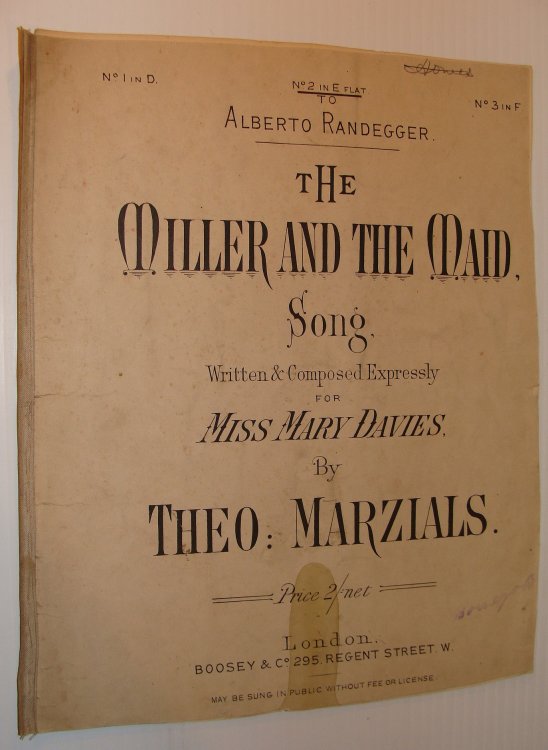 Nº 1 IN D.
Nº 2 IN E FLAT
Nº 3 IN F
TO
ALBERTO RANDEGGER.
THE
MILLER AND THE MAID,
Song,
Written & Composed Expressly
FOR
MISS MARY DAVIES,
By
THEO: MARZIALS.
Price 2/-net
London.
BOOSEY & Cº 295, REGENT STREET. W.
MAY BE SUNG IN PUBLIC WITHOUT FEE OR LICENSE